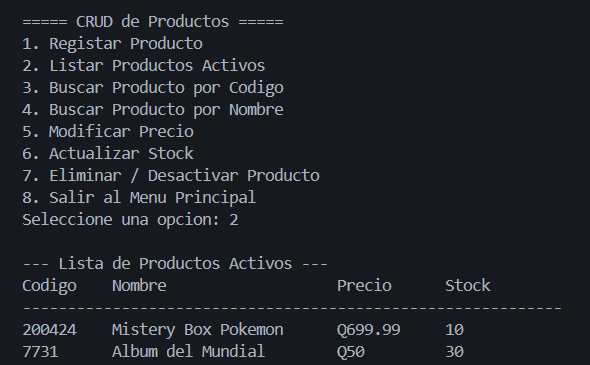 ===== CRUD de Productos =====
1. Registar Producto
2. Listar Productos Activos
3. Buscar Producto por Codigo
4. Buscar Producto por Nombre
5. Modificar Precio
6. Actualizar Stock
7. Eliminar / Desactivar Producto
8. Salir al Menu Principal
Seleccione una opcion: 2

--- Lista de Productos Activos ---
Codigo    Nombre                   Precio      Stock
------------------------------------------------------------
200424    Mistery Box Pokemon      Q699.99     10
7731      Album del Mundial        Q50         30